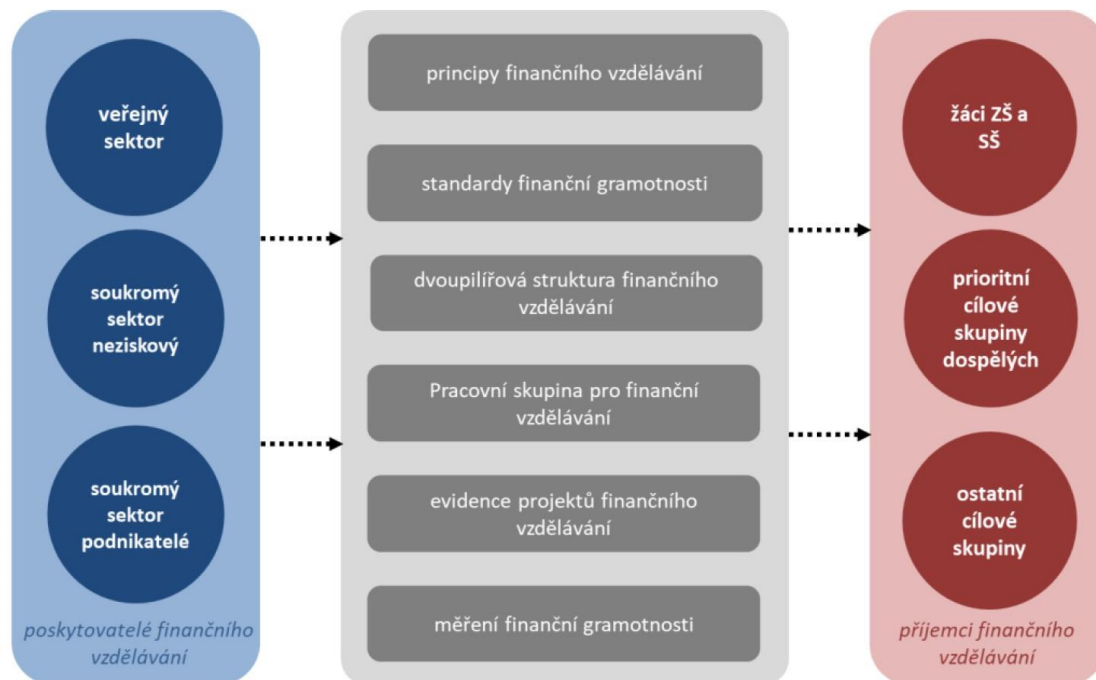 veřejný
sektor
soukromý
sektor
neziskový
soukromý
sektor
podnikatelé
poskytovatelé finančního
vzdělávání
principy finančního vzdělávání
standardy finanční gramotnosti
dvoupilířová struktura finančního
vzdělávání
Pracovní skupina pro finanční
vzdělávání
evidence projektů finančního
vzdělávání
měření finanční gramotnosti
žáci ZŠ a
SŠ
prioritní
cílové
skupiny
dospělých
ostatní
cílové
skupiny
příjemci finančního
vzdělávání